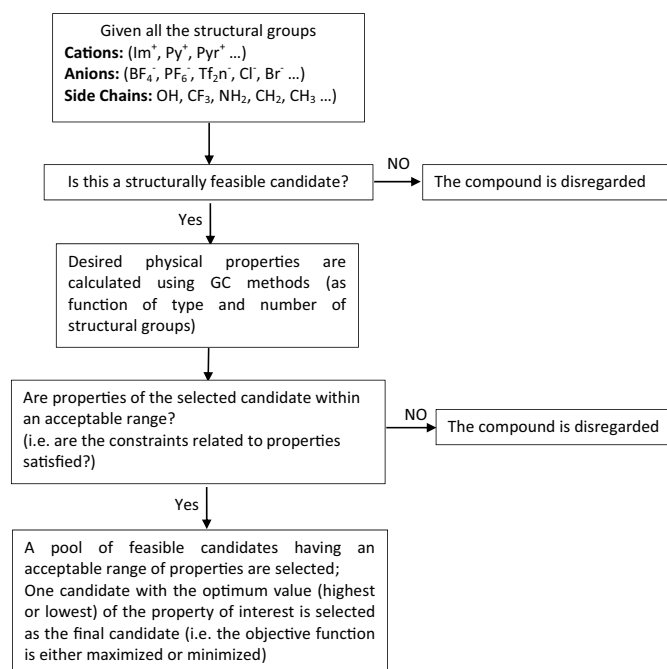 Given all the structural groups
Cations: (Im⁺, Py⁺, Pyr⁺ ...)
Anions: (BF₄⁻, PF₆⁻, Tf₂n⁻, Cl⁻, Br⁻ ...)
Side Chains: OH, CF₃, NH₂, CH₂, CH₃ ...)
Is this a structurally feasible candidate?
NO
The compound is disregarded
Yes
Desired physical properties are
calculated using GC methods (as
function of type and number of
structural groups)
Are properties of the selected candidate within
an acceptable range?
(i.e. are the constraints related to properties
satisfied?)
NO
The compound is disregarded
Yes
A pool of feasible candidates having an
acceptable range of properties are selected;
One candidate with the optimum value (highest
or lowest) of the property of interest is selected
as the final candidate (i.e. the objective function
is either maximized or minimized)